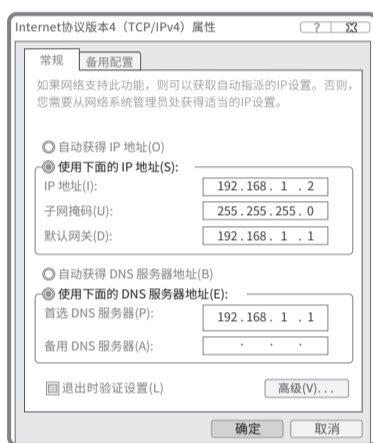 Internet协议版本4（TCP/IPv4）属性
常规 备用配置
如果网络支持此功能，则可以获取自动指派的IP设置。否则，
您需要从网络系统管理员处获得适当的IP设置。
自动获得 IP 地址(O)
使用下面的 IP 地址(S):
IP 地址(I): 192.168. 1 . 2
子网掩码(U): 255.255.255. 0
默认网关(D): 192.168. 1 . 1
自动获得 DNS 服务器地址(B)
使用下面的 DNS 服务器地址(E):
首选 DNS 服务器(P): 192.168. 1 . 1
备用 DNS 服务器(A): . . .
退出时验证设置(L) 高级(V)...
确定 取消